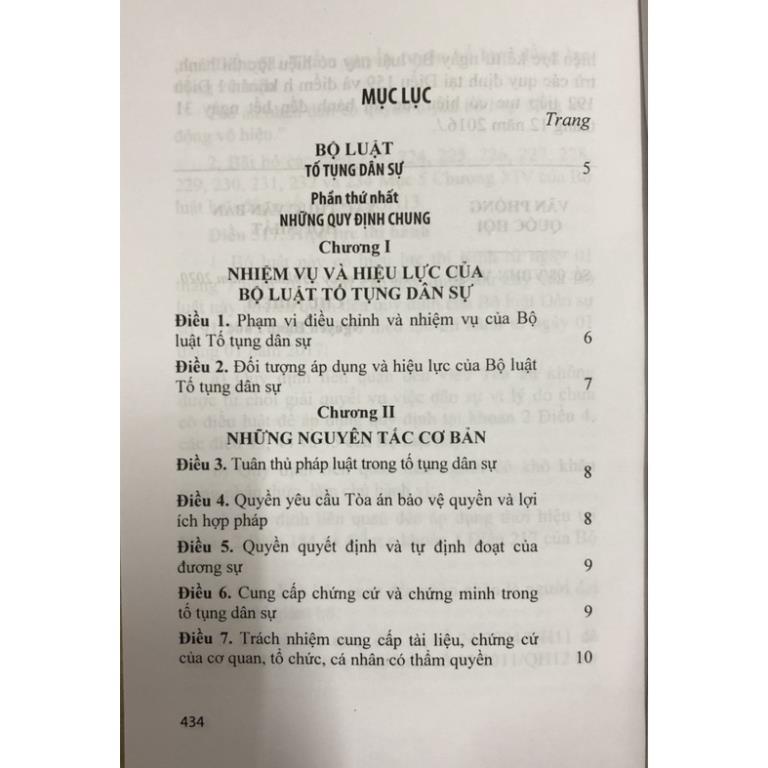 MỤC LỤC
Trang
BỘ LUẬT
TỐ TỤNG DÂN SỰ 5
Phần thứ nhất
NHỮNG QUY ĐỊNH CHUNG
Chương I
NHIỆM VỤ VÀ HIỆU LỰC CỦA
BỘ LUẬT TỐ TỤNG DÂN SỰ
Điều 1. Phạm vi điều chỉnh và nhiệm vụ của Bộ
luật Tố tụng dân sự 6
Điều 2. Đối tượng áp dụng và hiệu lực của Bộ luật
Tố tụng dân sự 7
Chương II
NHỮNG NGUYÊN TẮC CƠ BẢN
Điều 3. Tuân thủ pháp luật trong tố tụng dân sự 8
Điều 4. Quyền yêu cầu Tòa án bảo vệ quyền và lợi
ích hợp pháp 8
Điều 5. Quyền quyết định và tự định đoạt của
đương sự 9
Điều 6. Cung cấp chứng cứ và chứng minh trong
tố tụng dân sự 9
Điều 7. Trách nhiệm cung cấp tài liệu, chứng cứ
của cơ quan, tổ chức, cá nhân có thẩm quyền 10
434